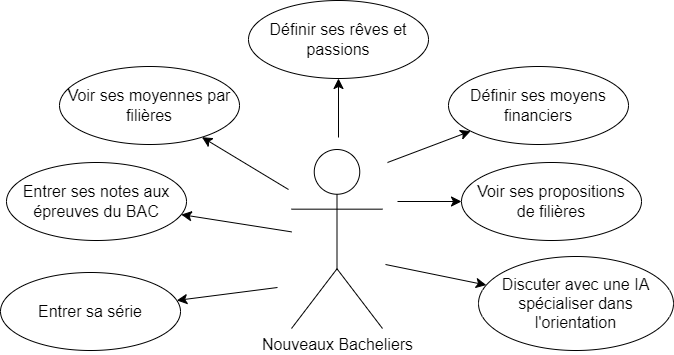 Définir ses rêves et
passions
Voir ses moyennes par
filières
Définir ses moyens
financiers
Entrer ses notes aux
épreuves du BAC
Voir ses propositions
de filières
Entrer sa série
Discuter avec une IA
spécialiser dans
l'orientation
Nouveaux Bacheliers